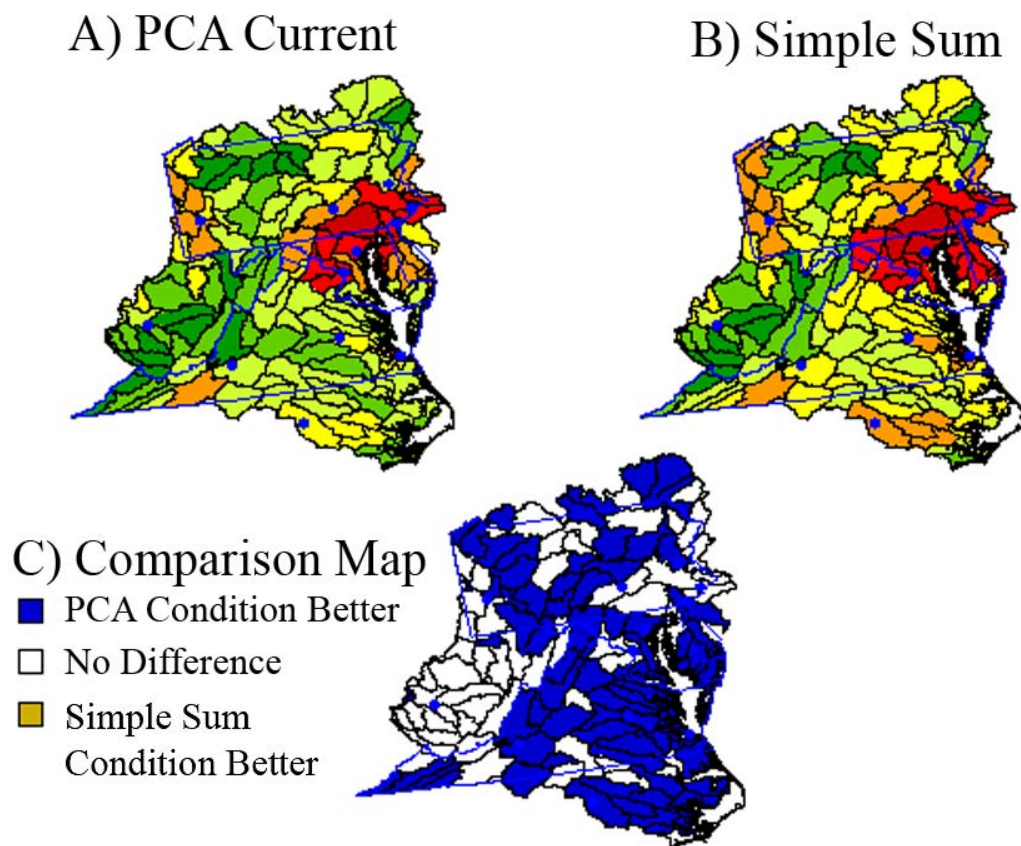 A) PCA Current
B) Simple Sum
C) Comparison Map
PCA Condition Better
No Difference
Simple Sum
Condition Better